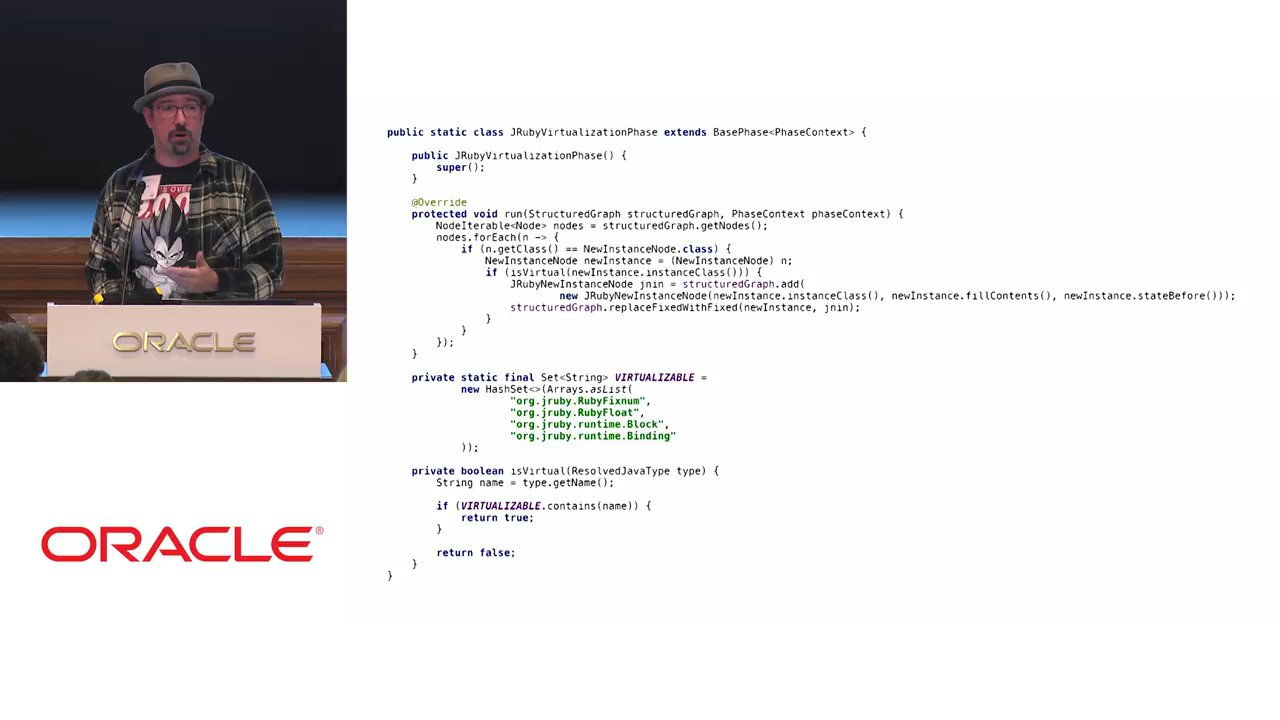 S OVER
ORACLE
ORACLE®
public static class JRubyVirtualizationPhase extends BasePhase<PhaseContext> {
public JRubyVirtualizationPhase() {
super();
}
@Override
protected void run(StructuredGraph structuredGraph, PhaseContext phaseContext) {
NodeIterable<Node> nodes = structuredGraph.getNodes();
nodes.forEach(n -> {
if (n.getClass() == NewInstanceNode.class) {
NewInstanceNode newInstance = (NewInstanceNode) n;
if (isVirtual(newInstance.instanceClass())) {
JRubyNewInstanceNode jnin = structuredGraph.add(
new JRubyNewInstanceNode(newInstance.instanceClass(), newInstance.fillContents(), newInstance.stateBefore()));
structuredGraph.replaceFixedWithFixed(newInstance, jnin);
}
}
});
}
private static final Set<String> VIRTUALIZABLE =
new HashSet<>(Arrays.asList(
"org.jruby.RubyFixnum",
"org.jruby.RubyFloat",
"org.jruby.runtime.Block",
"org.jruby.runtime.Binding"
));
private boolean isVirtual(ResolvedJavaType type) {
String name = type.getName();
if (VIRTUALIZABLE.contains(name)) {
return true;
}
return false;
}
}